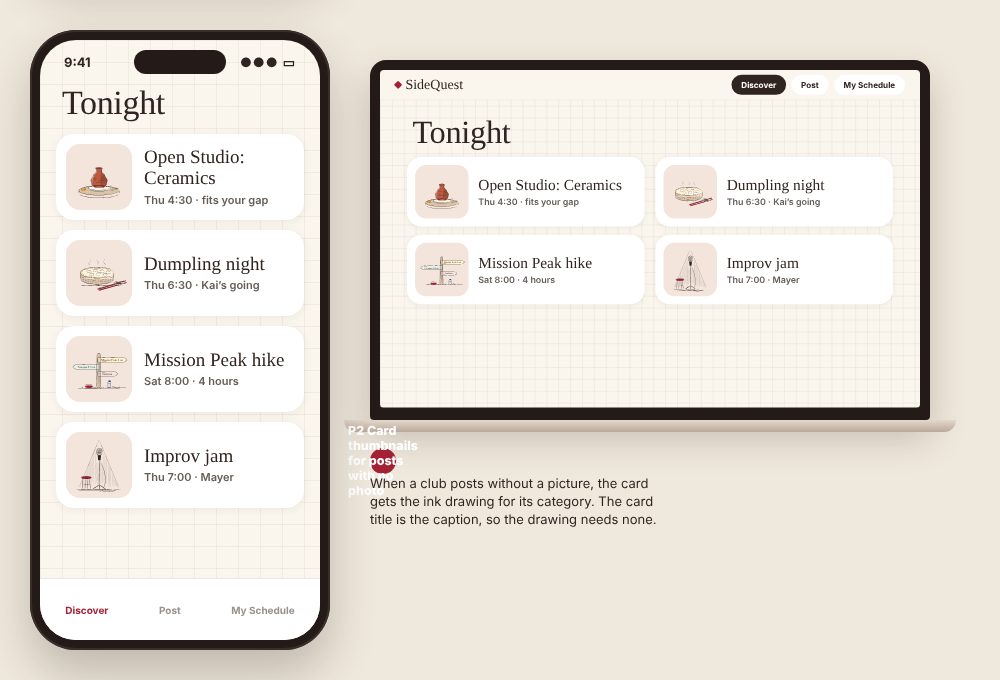 9:41
Tonight
Open Studio:
Ceramics
Thu 4:30 · fits your gap
Dumpling night
Thu 6:30 · Kai’s going
Mission Peak hike
Sat 8:00 · 4 hours
Improv jam
Thu 7:00 · Mayer
Discover Post My Schedule
SideQuest
Discover Post My Schedule
Tonight
Open Studio: Ceramics
Thu 4:30 · fits your gap
Dumpling night
Thu 6:30 · Kai’s going
Mission Peak hike
Sat 8:00 · 4 hours
Improv jam
Thu 7:00 · Mayer
P2 Card
thumbnails
for posts
photo
When a club posts without a picture, the card
gets the ink drawing for its category. The card
title is the caption, so the drawing needs none.